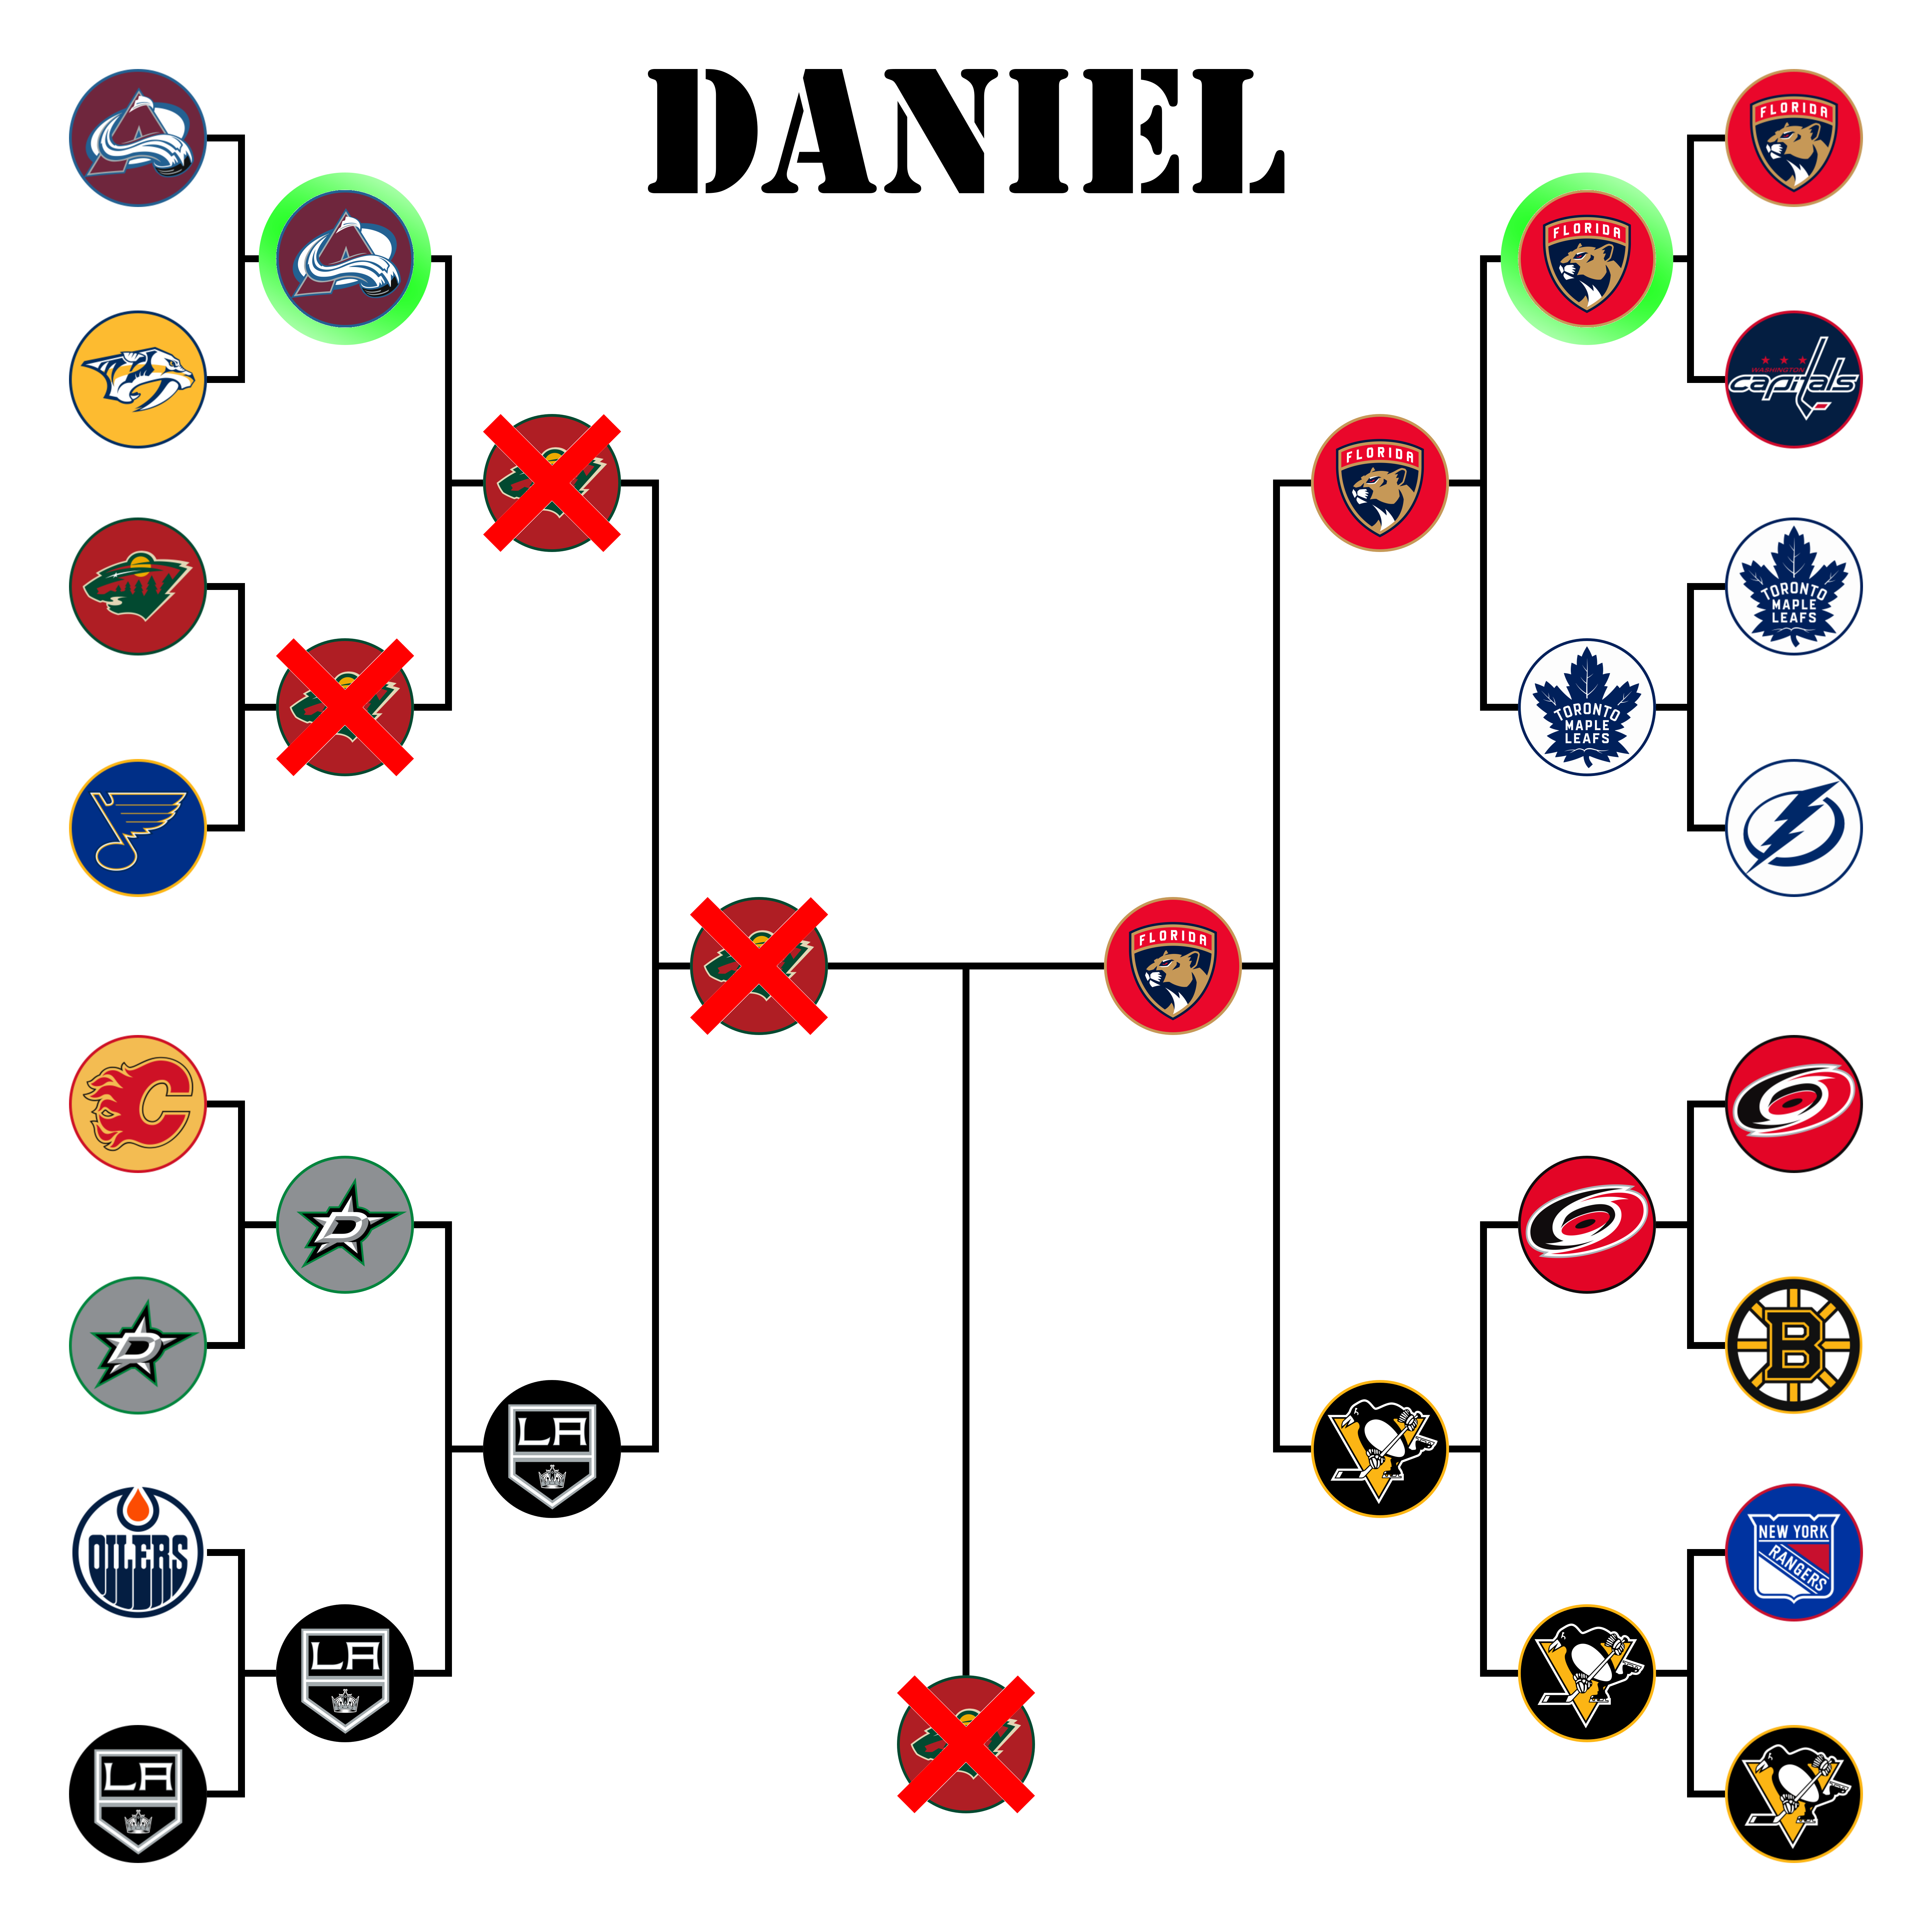 DANIEL
FLORIDA
FLORIDA
WASHINGTON
capitals
FLORIDA
TORONTO
MAPLE
LEAFS
TORONTO
MAPLE
LEAFS
FLORIDA
C
B
D
D
LA
OILERS
NEW YORK
RANGERS
LA
LA